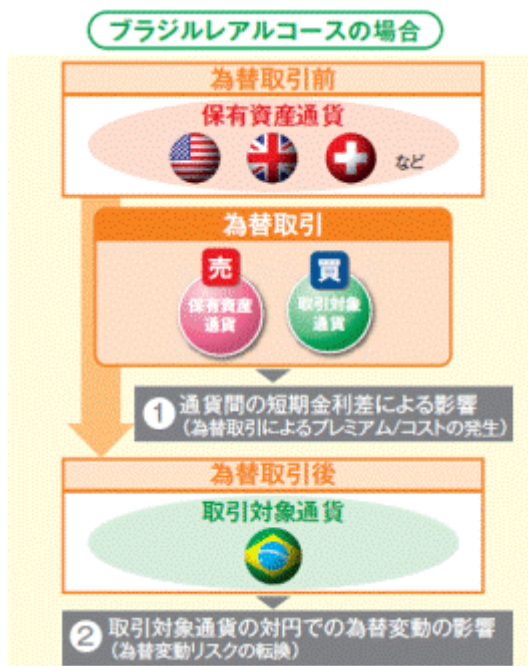 ブラジルレアルコースの場合
為替取引前
保有資産通貨
など
為替取引
売
買
保有資産
通貨
取引対象
通貨
① 通貨間の短期金利差による影響
(為替取引によるプレミアム/コストの発生)
為替取引後
取引対象通貨
② 取引対象通貨の対円での為替変動の影響
(為替変動リスクの転換)